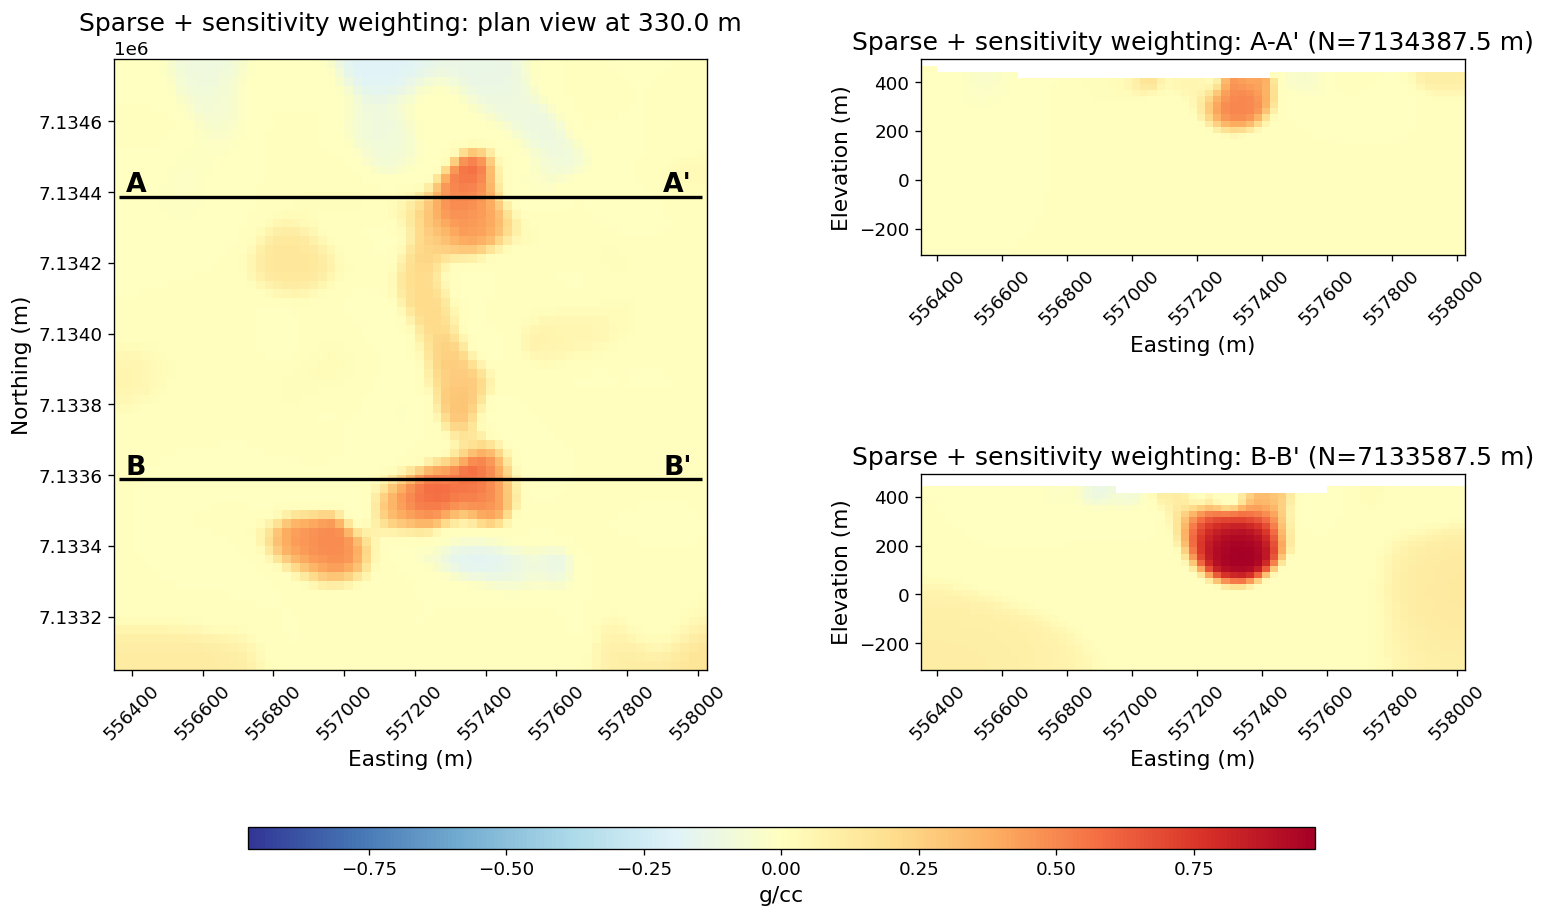 Sparse + sensitivity weighting: plan view at 330.0 m
1e6
7.1346
7.1344
7.1342
7.1340
7.1338
7.1336
7.1334
7.1332
Northing (m)
A A'
B B'
556400 556600 556800 557000 557200 557400 557600 557800 558000
Easting (m)
Sparse + sensitivity weighting: A-A' (N=7134387.5 m)
400
200
0
−200
Elevation (m)
556400 556600 556800 557000 557200 557400 557600 557800 558000
Easting (m)
Sparse + sensitivity weighting: B-B' (N=7133587.5 m)
400
200
0
−200
Elevation (m)
556400 556600 556800 557000 557200 557400 557600 557800 558000
Easting (m)
−0.75 −0.50 −0.25 0.00 0.25 0.50 0.75
g/cc